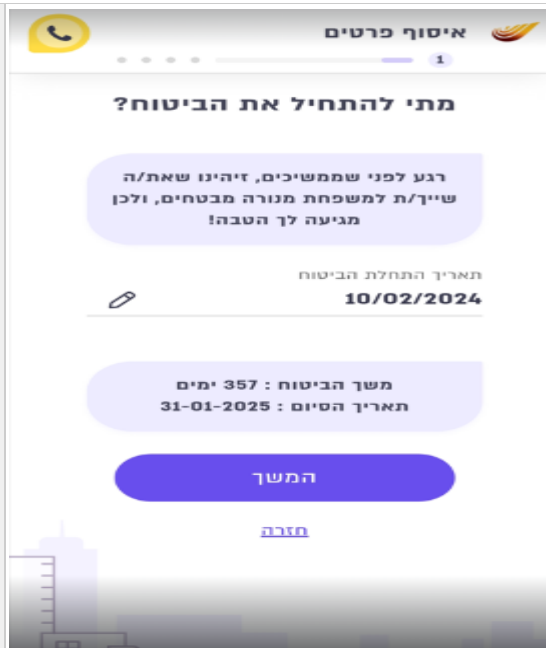 איסוף פרטים
1
מתי להתחיל את הביטוח?
רגע לפני שממשיכים, זיהינו שאת/ה
שייך/ת למשפחת מנורה מבטחים, ולכן
מגיעה לך הטבה!
תאריך התחלת הביטוח
10/02/2024
משך הביטוח : 357 ימים
תאריך הסיום : 31-01-2025
המשך
חזרה